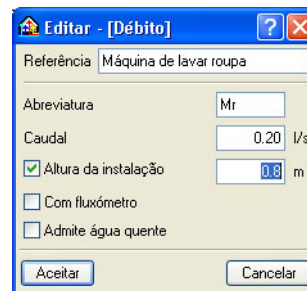 Editar - [Débito]
Referência Máquina de lavar roupa
Abreviatura Mr
Caudal 0.20 l/s
Altura da instalação 0.8 m
Com fluxómetro
Admite água quente
Aceitar Cancelar